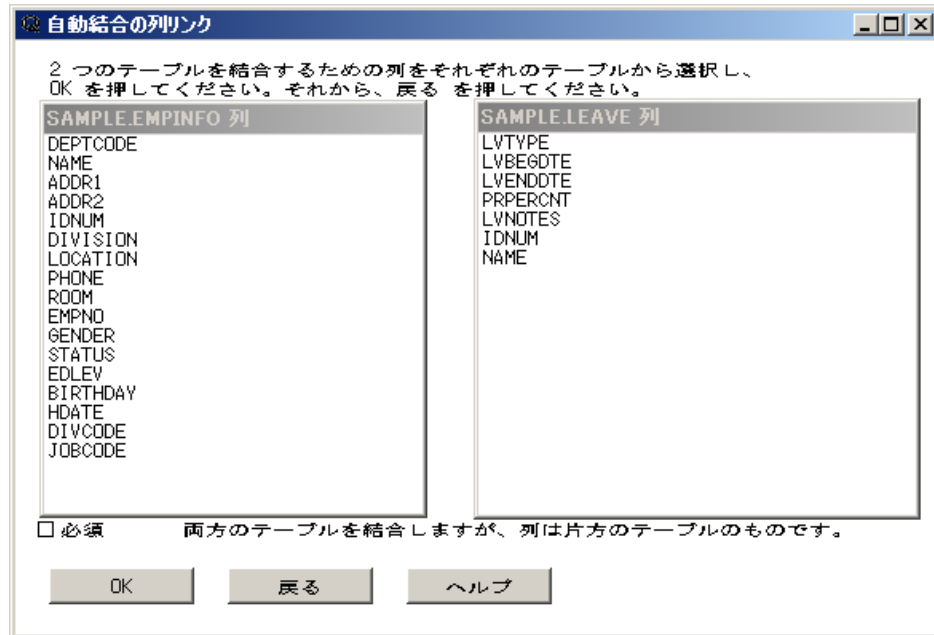 自動結合の列リンク
2 つのテーブルを結合するための列をそれぞれのテーブルから選択し、
OK を押してください。それから、戻る を押してください。
SAMPLE.EMPINFO 列
DEPTCODE
NAME
ADDR1
ADDR2
IDNUM
DIVISION
LOCATION
PHONE
ROOM
EMPNO
GENDER
STATUS
EDLEV
BIRTHDAY
HDATE
DIVCODE
JOBCODE
SAMPLE.LEAVE 列
LVTYPE
LVBEGDTE
LVENDDTE
PRPERCNT
LVNOTES
IDNUM
NAME
必須 両方のテーブルを結合しますが、列は片方のテーブルのものです。
OK 戻る ヘルプ